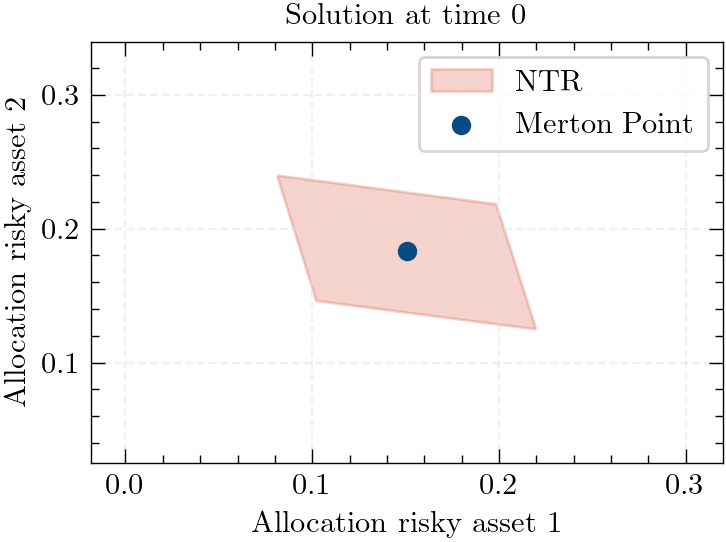 Solution at time 0
NTR
Merton Point
Allocation risky asset 2
0.3
0.2
0.1
0.0 0.1 0.2 0.3
Allocation risky asset 1